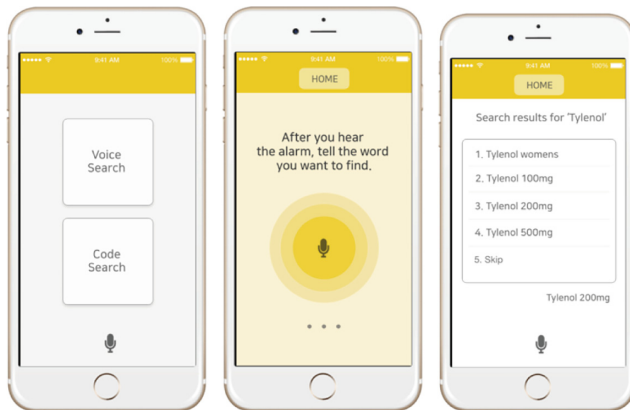 9:41 AM
100%
Voice
Search
Code
Search
9:41 AM
100%
HOME
After you hear
the alarm, tell the word
you want to find.
9:41 AM
100%
HOME
Search results for 'Tylenol'
1. Tylenol womens
2. Tylenol 100mg
3. Tylenol 200mg
4. Tylenol 500mg
5. Skip
Tylenol 200mg